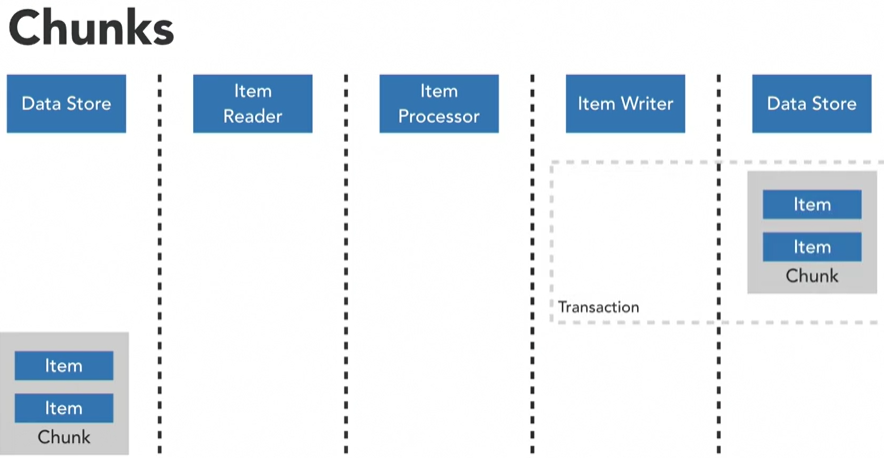 Chunks
Data Store
Item
Reader
Item
Processor
Item Writer
Data Store
Item
Item
Chunk
Transaction
Item
Item
Chunk